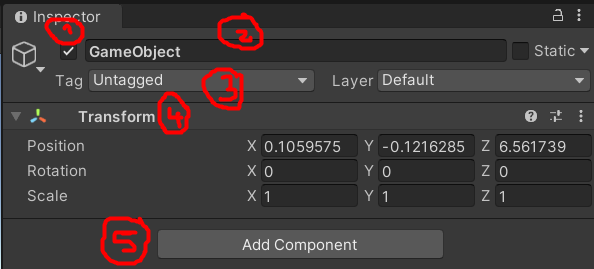 Inspector
1 2
GameObject Static
Tag Untagged 3 Layer Default
Transform 4
Position X 0.1059575 Y -0.1216285 Z 6.561739
Rotation X 0 Y 0 Z 0
Scale X 1 Y 1 Z 1
5 Add Component